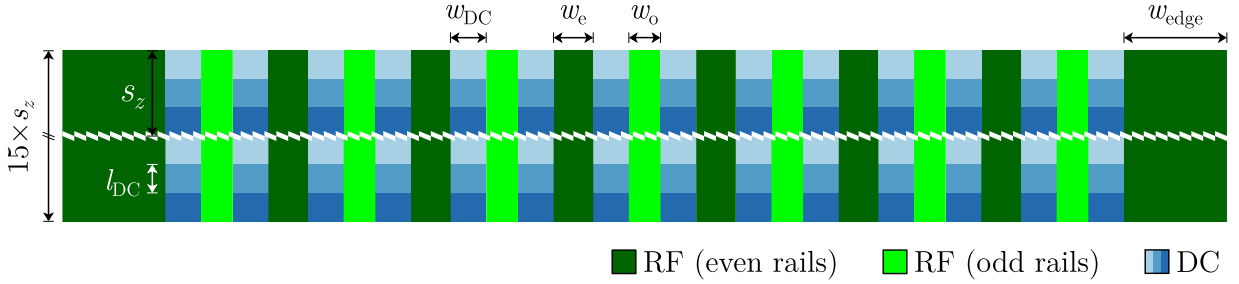 w_DC w_e w_o w_edge
s_z
15×s_z
l_DC
RF (even rails) RF (odd rails) DC